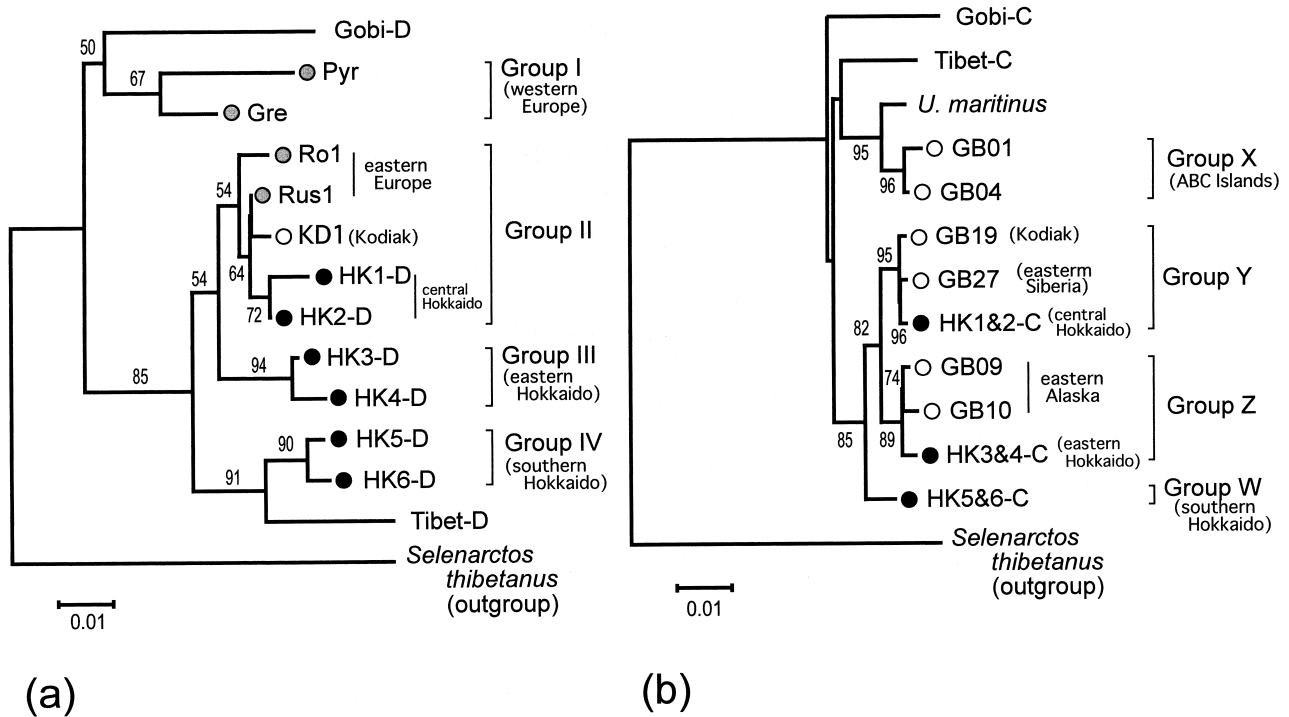 50
Gobi-D
67
Pyr
Gre
Group I
(western
Europe)
54
Ro1
Rus1
eastern
Europe
KD1 (Kodiak)
64
54
HK1-D
72
HK2-D
central
Hokkaido
Group II
85
94
HK3-D
HK4-D
Group III
(eastern
Hokkaido)
90
91
HK5-D
HK6-D
Group IV
(southern
Hokkaido)
Tibet-D
Selenarctos
thibetanus
(outgroup)
0.01
(a)
Gobi-C
Tibet-C
U. maritinus
95
96
GB01
GB04
Group X
(ABC Islands)
95
GB19 (Kodiak)
GB27 (easterm
Siberia)
96
HK1&2-C (central
Hokkaido)
Group Y
82
74
GB09
GB10
eastern
Alaska
85
89
HK3&4-C (eastern
Hokkaido)
Group Z
HK5&6-C
Group W
(southern
Hokkaido)
Selenarctos
thibetanus
(outgroup)
0.01
(b)